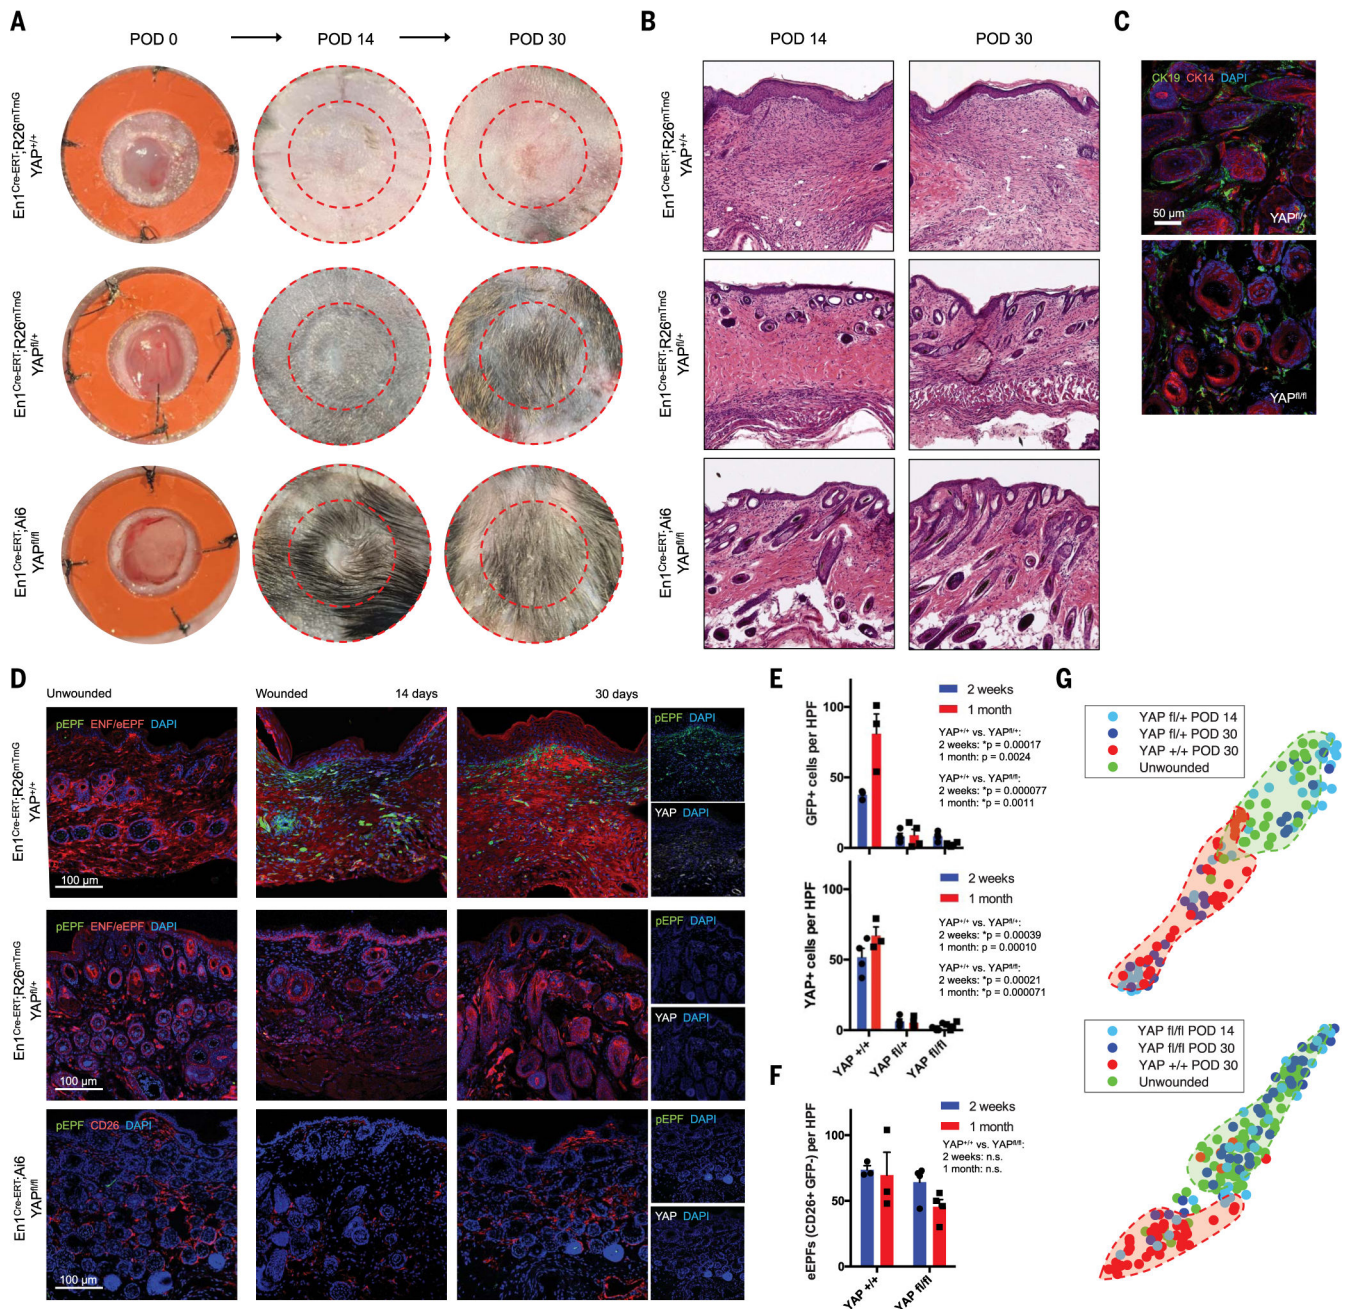 A
POD 0
POD 14
POD 30
En1Cre-ERT;R26mTmG
YAP+/+
En1Cre-ERT;R26mTmG
YAPfl/+
En1Cre-ERT;Ai6
YAPfl/fl
B
POD 14
POD 30
En1Cre-ERT;R26mTmG
YAP+/+
En1Cre-ERT;R26mTmG
YAPfl/+
En1Cre-ERT;Ai6
YAPfl/fl
C
CK19 CK14 DAPI
50 µm
YAPfl/+
YAPfl/fl
D
Unwounded
Wounded
14 days
30 days
En1Cre-ERT;R26mTmG
YAP+/+
pEPF ENF/eEPF DAPI
100 µm
pEPF DAPI
YAP DAPI
En1Cre-ERT;R26mTmG
YAPfl/+
pEPF ENF/eEPF DAPI
100 µm
pEPF DAPI
YAP DAPI
En1Cre-ERT;Ai6
YAPfl/fl
pEPF CD26 DAPI
100 µm
pEPF DAPI
YAP DAPI
E
GFP+ cells per HPF
100
50
0
2 weeks
1 month
YAP+/+ vs. YAPfl/+:
2 weeks: *p = 0.00017
1 month: p = 0.0024
YAP+/+ vs. YAPfl/fl:
2 weeks: *p = 0.000077
1 month: *p = 0.0011
YAP+ cells per HPF
100
50
0
2 weeks
1 month
YAP+/+ vs. YAPfl/+:
2 weeks: *p = 0.00039
1 month: p = 0.00010
YAP+/+ vs. YAPfl/fl:
2 weeks: *p = 0.00021
1 month: *p = 0.000071
YAP +/+
YAP fl/+
YAP fl/fl
F
eEPFs (CD26+ GFP-) per HPF
100
50
0
2 weeks
1 month
YAP+/+ vs. YAPfl/fl:
2 weeks: n.s.
1 month: n.s.
YAP +/+
YAP fl/fl
G
YAP fl/+ POD 14
YAP fl/+ POD 30
YAP +/+ POD 30
Unwounded
YAP fl/fl POD 14
YAP fl/fl POD 30
YAP +/+ POD 30
Unwounded